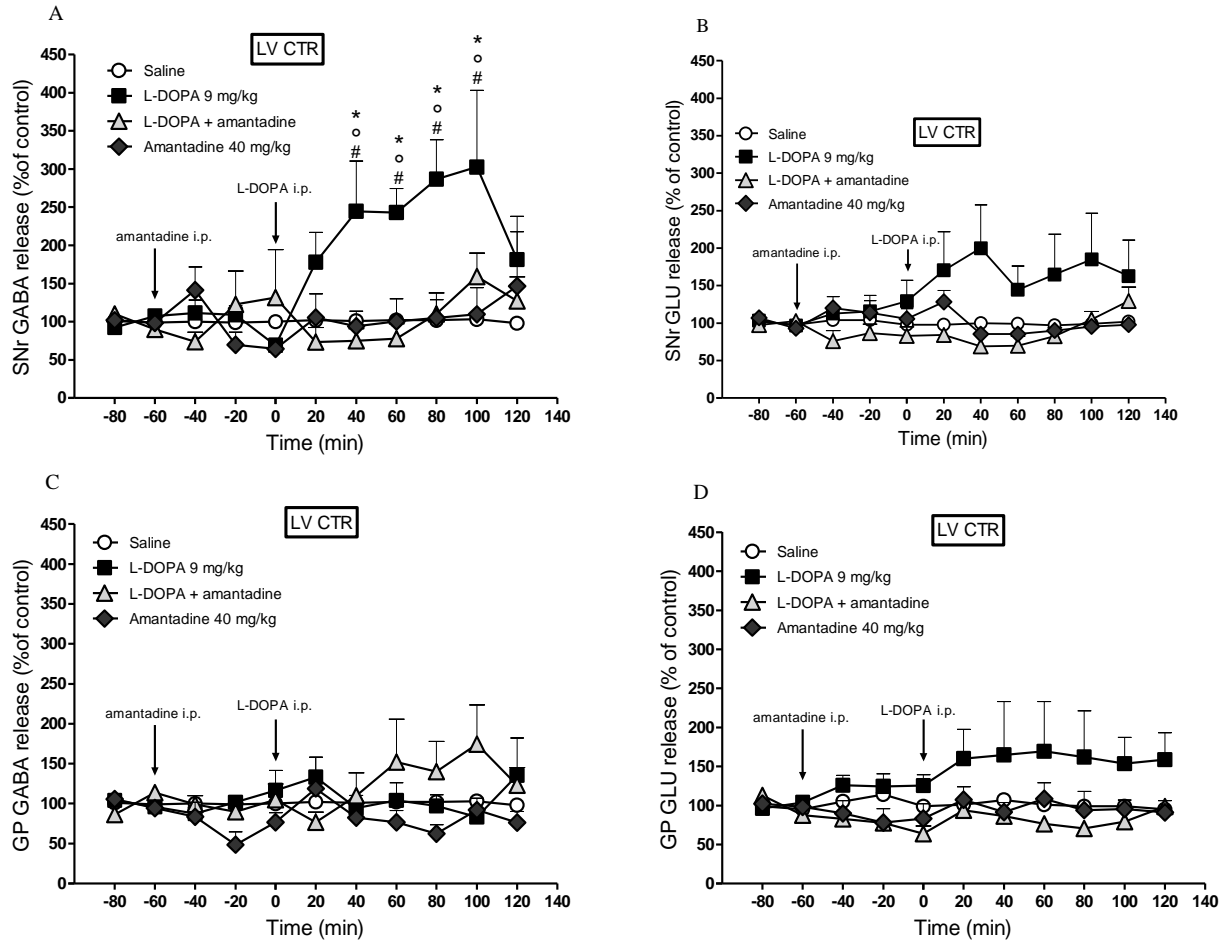 A
LV CTR
Saline
L-DOPA 9 mg/kg
L-DOPA + amantadine
Amantadine 40 mg/kg
* * * *
° ° ° °
# # # #
L-DOPA i.p.
amantadine i.p.
SNr GABA release (%of control)
450
400
350
300
250
200
150
100
50
0
-80 -60 -40 -20 0 20 40 60 80 100 120 140
Time (min)
B
LV CTR
Saline
L-DOPA 9 mg/kg
L-DOPA + amantadine
Amantadine 40 mg/kg
L-DOPA i.p.
amantadine i.p.
SNr GLU release (% of control)
450
400
350
300
250
200
150
100
50
0
-80 -60 -40 -20 0 20 40 60 80 100 120 140
Time (min)
C
LV CTR
Saline
L-DOPA 9 mg/kg
L-DOPA + amantadine
Amantadine 40 mg/kg
L-DOPA i.p.
amantadine i.p.
GP GABA release (%of control)
450
400
350
300
250
200
150
100
50
0
-80 -60 -40 -20 0 20 40 60 80 100 120 140
Time (min)
D
LV CTR
Saline
L-DOPA 9 mg/kg
L-DOPA + amantadine
Amantadine 40 mg/kg
L-DOPA i.p.
amantadine i.p.
GP GLU release (% of control)
450
400
350
300
250
200
150
100
50
0
-80 -60 -40 -20 0 20 40 60 80 100 120 140
Time (min)